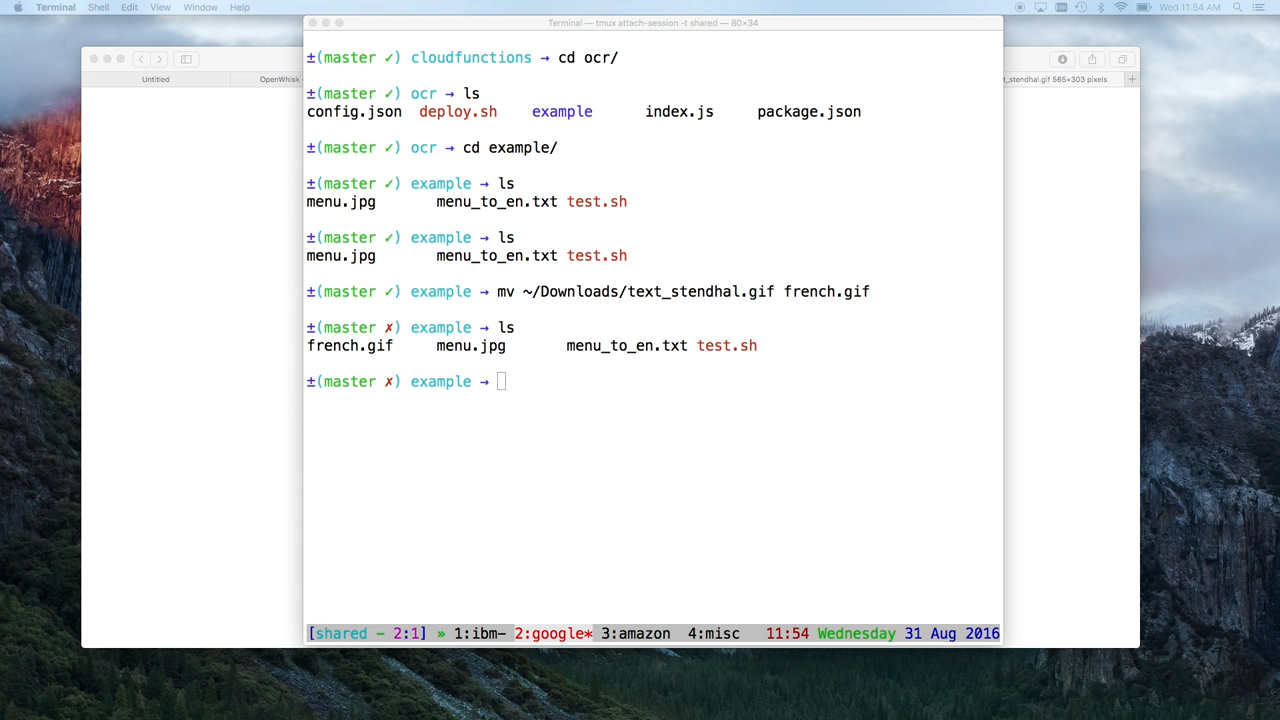 Terminal Shell Edit View Window Help Wed 11:54 AM
Terminal — tmux attach-session -t shared — 80×34
Untitled OpenWhisk t_stendhal.gif 565×303 pixels
±(master ✓) cloudfunctions → cd ocr/
±(master ✓) ocr → ls
config.json deploy.sh example index.js package.json
±(master ✓) ocr → cd example/
±(master ✓) example → ls
menu.jpg menu_to_en.txt test.sh
±(master ✓) example → ls
menu.jpg menu_to_en.txt test.sh
±(master ✓) example → mv ~/Downloads/text_stendhal.gif french.gif
±(master ✗) example → ls
french.gif menu.jpg menu_to_en.txt test.sh
±(master ✗) example →
[shared - 2:1] » 1:ibm- 2:google* 3:amazon 4:misc 11:54 Wednesday 31 Aug 2016